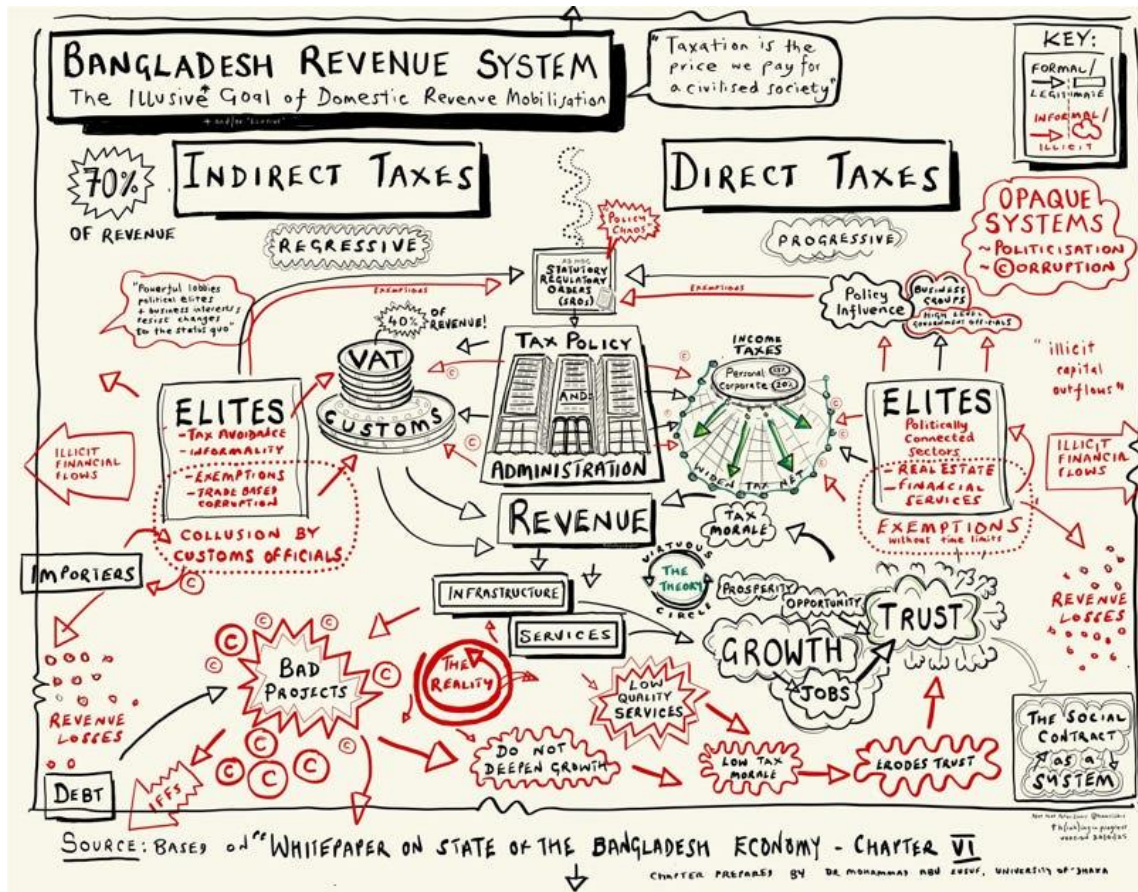 BANGLADESH REVENUE SYSTEM
The Illusive Goal of Domestic Revenue Mobilisation
"Taxation is the
price we pay for
a civilised society"
KEY:
FORMAL/
LEGITIMATE
INFORMAL/
ILLICIT
70%
OF REVENUE
INDIRECT TAXES
DIRECT TAXES
REGRESSIVE
PROGRESSIVE
"POLICY
CHAOS"
OPAQUE
SYSTEMS
~ POLITICISATION
~ ©ORRUPTION
STATUTORY
REGULATORY
ORDERS
(SROs)
EXEMPTIONS
EXEMPTIONS
"Powerful lobbies
political elites
+ business interests
resist changes
to the status quo"
Policy
Influence
BUSINESS
GROUPS
HIGH LEVEL
GOVERNMENT OFFICIALS
40%
OF REVENUE!
VAT
CUSTOMS
TAX POLICY
AND
ADMINISTRATION
INCOME
TAXES
Personal
Corporate 20%
WIDEN TAX NET
"illicit
capital
outflows"
ELITES
- TAX AVOIDANCE
- INFORMALITY
- EXEMPTIONS
- TRADE BASED
CORRUPTION
COLLUSION BY
CUSTOMS OFFICIALS
ILLICIT
FINANCIAL
FLOWS
ELITES
Politically
Connected
sectors
- REAL ESTATE
- FINANCIAL
SERVICES
EXEMPTIONS
without time limits
ILLICIT
FINANCIAL
FLOWS
IMPORTERS
REVENUE
TAX
MORALE
VIRTUOUS
THE
THEORY
CIRCLE
INFRASTRUCTURE
SERVICES
PROSPERITY
OPPORTUNITY
TRUST
GROWTH
JOBS
REVENUE
LOSSES
REVENUE
LOSSES
BAD
PROJECTS
THE
REALITY
LOW
QUALITY
SERVICES
DO NOT
DEEPEN GROWTH
LOW TAX
MORALE
ERODES TRUST
THE SOCIAL
CONTRACT
as a
SYSTEM
DEBT
IFFS
SOURCE: BASED ON "WHITEPAPER ON STATE OF THE BANGLADESH ECONOMY - CHAPTER VI
CHAPTER PREPARED BY DR MOHAMMAD ABU EUSUF, UNIVERSITY OF DHAKA